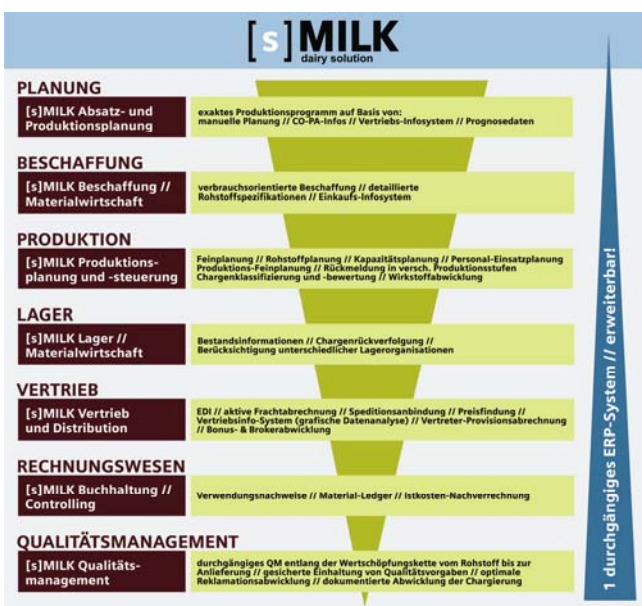 [s]MILK
dairy solution
PLANUNG
[s]MILK Absatz- und
Produktionsplanung
exaktes Produktionsprogramm auf Basis von:
manuelle Planung // CO-PA-Infos // Vertriebs-Infosystem // Prognosedaten
BESCHAFFUNG
[s]MILK Beschaffung //
Materialwirtschaft
verbrauchsorientierte Beschaffung // detaillierte
Rohstoffspezifikationen // Einkaufs-Infosystem
PRODUKTION
[s]MILK Produktions-
planung und -steuerung
Feinplanung // Rohstoffplanung // Kapazitätsplanung // Personal-Einsatzplanung
Produktions-Feinplanung // Rückmeldung in versch. Produktionsstufen
Chargenklassifizierung und -bewertung // Wirkstoffabwicklung
LAGER
[s]MILK Lager //
Materialwirtschaft
Bestandsinformationen // Chargenrückverfolgung //
Berücksichtigung unterschiedlicher Lagerorganisationen
VERTRIEB
[s]MILK Vertrieb
und Distribution
EDI // aktive Frachtabrechnung // Speditionsanbindung // Preisfindung //
Vertriebsinfo-System (grafische Datenanalyse) // Vertreter-Provisionsabrechnung
// Bonus- & Brokerabwicklung
RECHNUNGSWESEN
[s]MILK Buchhaltung //
Controlling
Verwendungsnachweise // Material-Ledger // Istkosten-Nachverrechnung
QUALITÄTSMANAGEMENT
[s]MILK Qualitäts-
management
durchgängiges QM entlang der Wertschöpfungskette vom Rohstoff bis zur
Anlieferung // gesicherte Einhaltung von Qualitätsvorgaben // optimale
Reklamationsabwicklung // dokumentierte Abwicklung der Chargierung
1 durchgängiges ERP-System // erweiterbar!